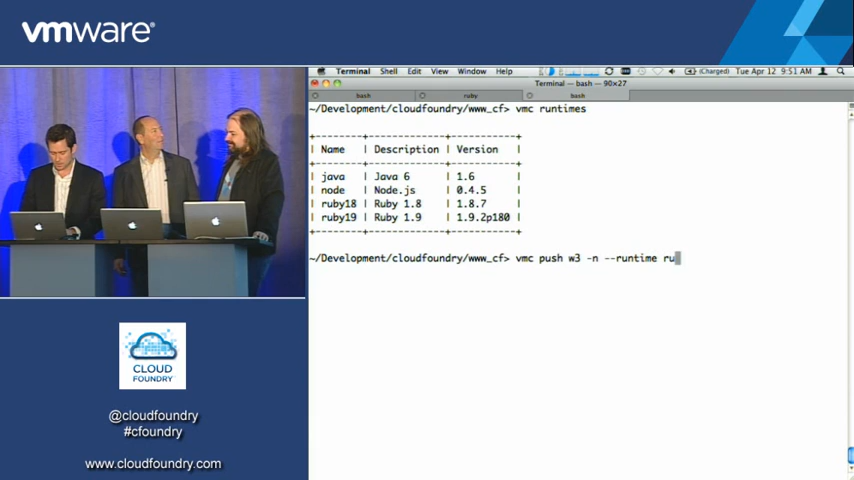 vmware®
Terminal Shell Edit View Window Help (Charged) Tue Apr 12 9:51 AM
Terminal — bash — 90×27
bash ruby bash
~/Development/cloudfoundry/www_cf> vmc runtimes
+--------+-------------+-----------+
| Name | Description | Version |
+--------+-------------+-----------+
| java | Java 6 | 1.6 |
| node | Node.js | 0.4.5 |
| ruby18 | Ruby 1.8 | 1.8.7 |
| ruby19 | Ruby 1.9 | 1.9.2p180 |
+--------+-------------+-----------+
~/Development/cloudfoundry/www_cf> vmc push w3 -n --runtime ru
CLOUD
FOUNDRY
@cloudfoundry
#cfoundry
www.cloudfoundry.com